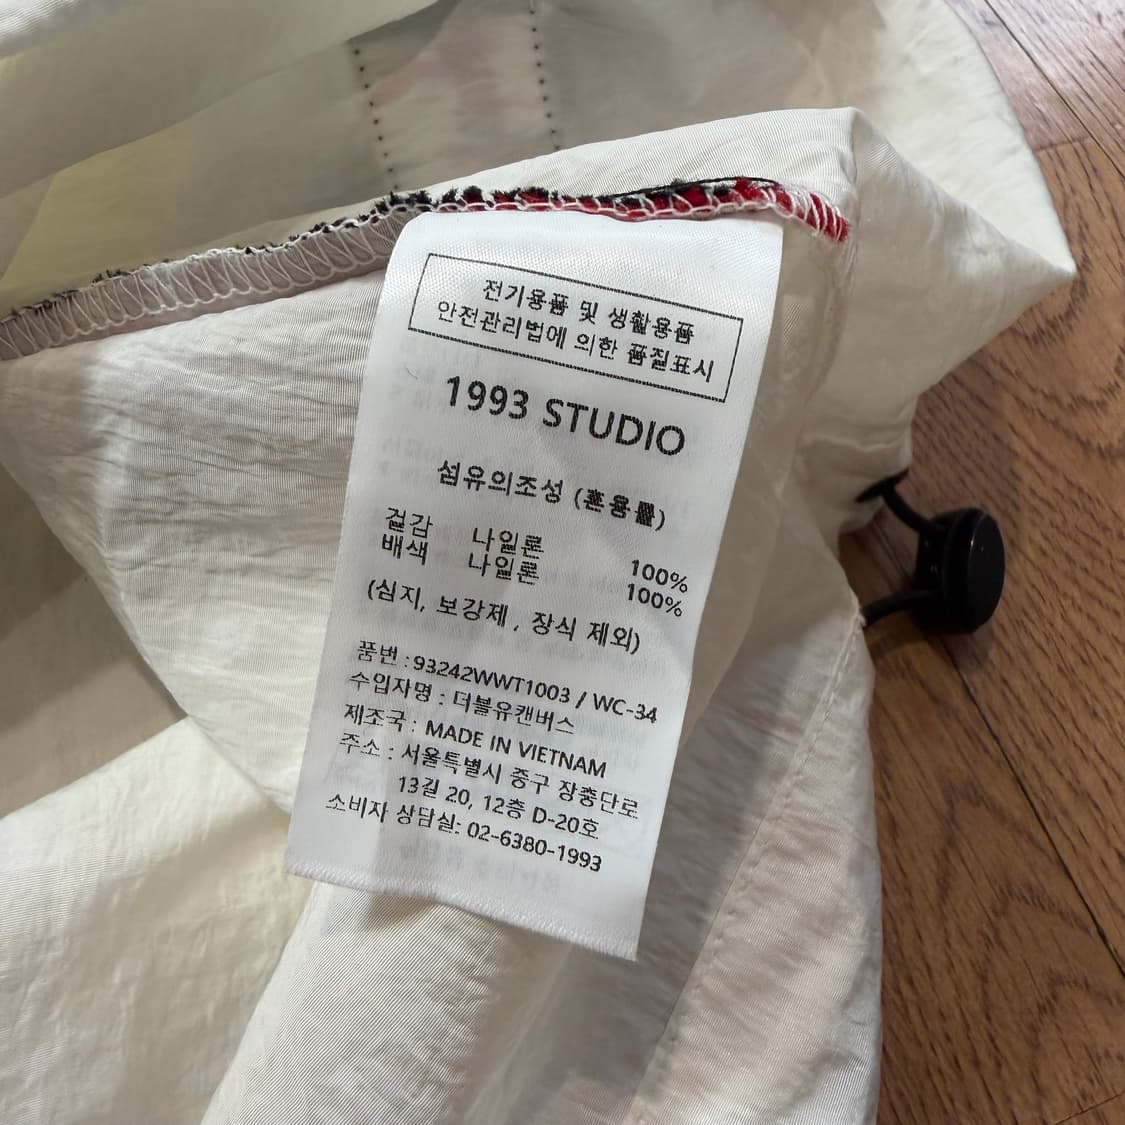 전기용품 및 생활용품
안전관리법에 의한 품질표시
1993 STUDIO
섬유의조성 (혼용률)
겉감 나일론 100%
배색 나일론 100%
(심지, 보강제, 장식 제외)
품번 : 93242WWT1003 / WC-34
수입자명 : 더블유캔버스
제조국 : MADE IN VIETNAM
주소 : 서울특별시 중구 장충단로
13길 20, 12층 D-20호
소비자 상담실: 02-6380-1993